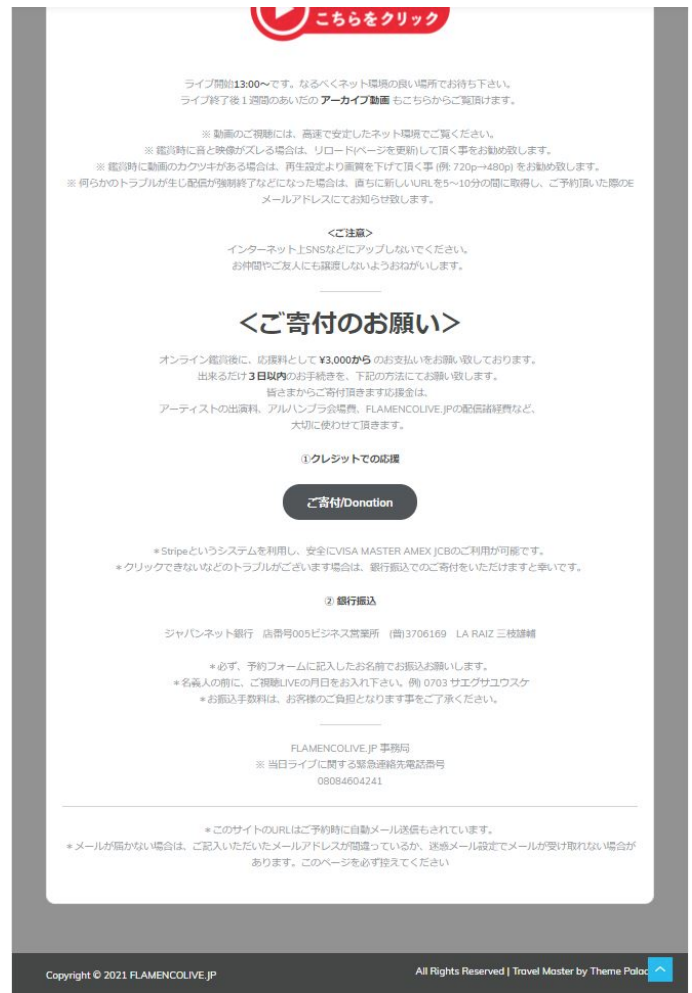 こちらをクリック
ライブ開始13:00〜です。なるべくネット環境の良い場所でお待ち下さい。
ライブ終了後1週間のあいだの アーカイブ動画 もこちらからご覧頂けます。
※ 動画のご視聴には、高速で安定したネット環境でご覧ください。
※ 鑑賞時に音と映像がズレる場合は、リロード(ページを更新)して頂く事をお勧め致します。
※ 鑑賞時に動画のカクツキがある場合は、再生設定より画質を下げて頂く事 (例: 720p→480p) をお勧め致します。
※ 何らかのトラブルが生じ配信が強制終了などになった場合は、直ちに新しいURLを5〜10分の間に取得し、ご予約頂いた際のE
メールアドレスにてお知らせ致します。
<ご注意>
インターネット上SNSなどにアップしないでください。
お仲間やご友人にも譲渡しないようおねがいします。
<ご寄付のお願い>
オンライン鑑賞後に、応援料として ¥3,000から のお支払いをお願い致しております。
出来るだけ３日以内のお手続きを、下記の方法にてお願い致します。
皆さまからご寄付頂きます応援金は、
アーティストの出演料、アルハンブラ会場費、FLAMENCOLIVE.JPの配信諸経費など、
大切に使わせて頂きます。
①クレジットでの応援
ご寄付/Donation
＊Stripeというシステムを利用し、安全にVISA MASTER AMEX JCBのご利用が可能です。
＊クリックできないなどのトラブルがございます場合は、銀行振込でのご寄付をいただけますと幸いです。
② 銀行振込
ジャパンネット銀行　店番号005ビジネス営業所　(普)3706169　LA RAIZ 三枝雄輔
＊必ず、予約フォームに記入したお名前でお振込お願いします。
＊名義人の前に、ご視聴LIVEの月日をお入れ下さい。例) 0703 サエグサユウスケ
＊お振込手数料は、お客様のご負担となります事をご了承ください。
FLAMENCOLIVE.JP 事務局
※ 当日ライブに関する緊急連絡先電話番号
08084604241
＊このサイトのURLはご予約時に自動メール送信もされています。
＊メールが届かない場合は、ご記入いただいたメールアドレスが間違っているか、迷惑メール設定でメールが受け取れない場合が
あります。このページを必ず控えてください
Copyright © 2021 FLAMENCOLIVE.JP
All Rights Reserved | Travel Master by Theme Palac